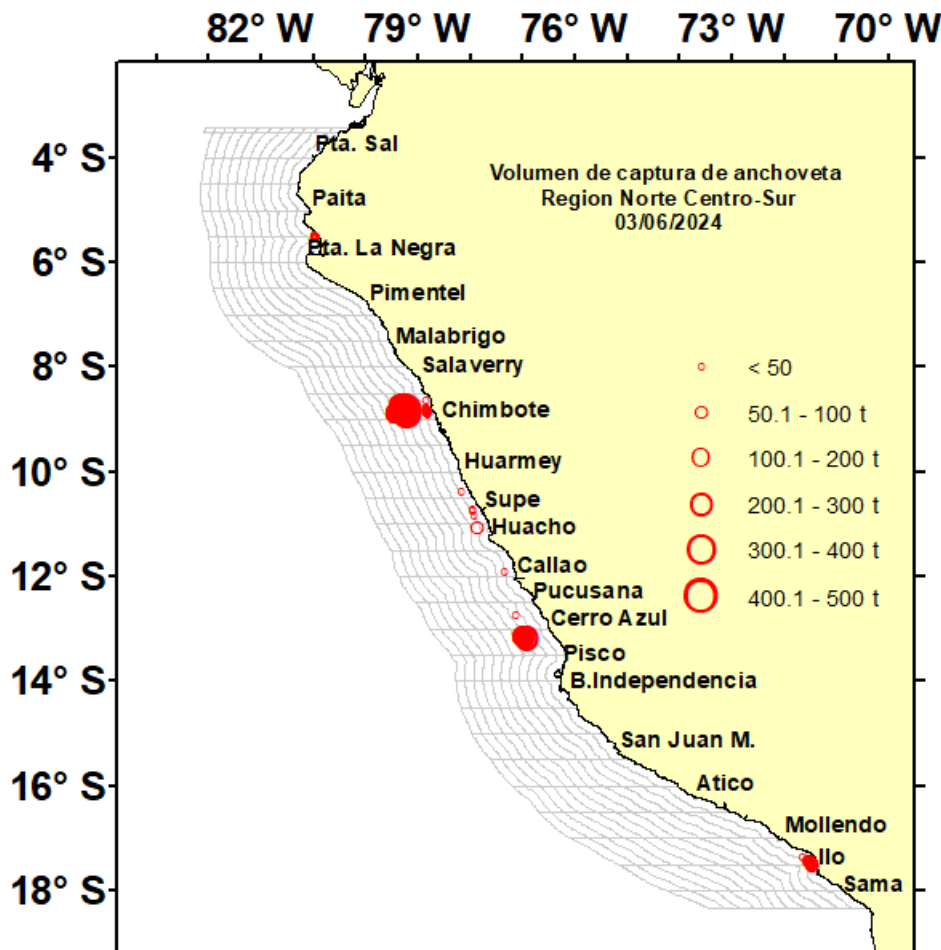 82° W 79° W 76° W 73° W 70° W
4° S
6° S
8° S
10° S
12° S
14° S
16° S
18° S
Volumen de captura de anchoveta
Region Norte Centro-Sur
03/06/2024
Pta. Sal
Paita
Pta. La Negra
Pimentel
Malabrigo
Salaverry
Chimbote
Huarmey
Supe
Huacho
Callao
Pucusana
Cerro Azul
Pisco
B.Independencia
San Juan M.
Atico
Mollendo
Ilo
Sama
< 50
50.1 - 100 t
100.1 - 200 t
200.1 - 300 t
300.1 - 400 t
400.1 - 500 t